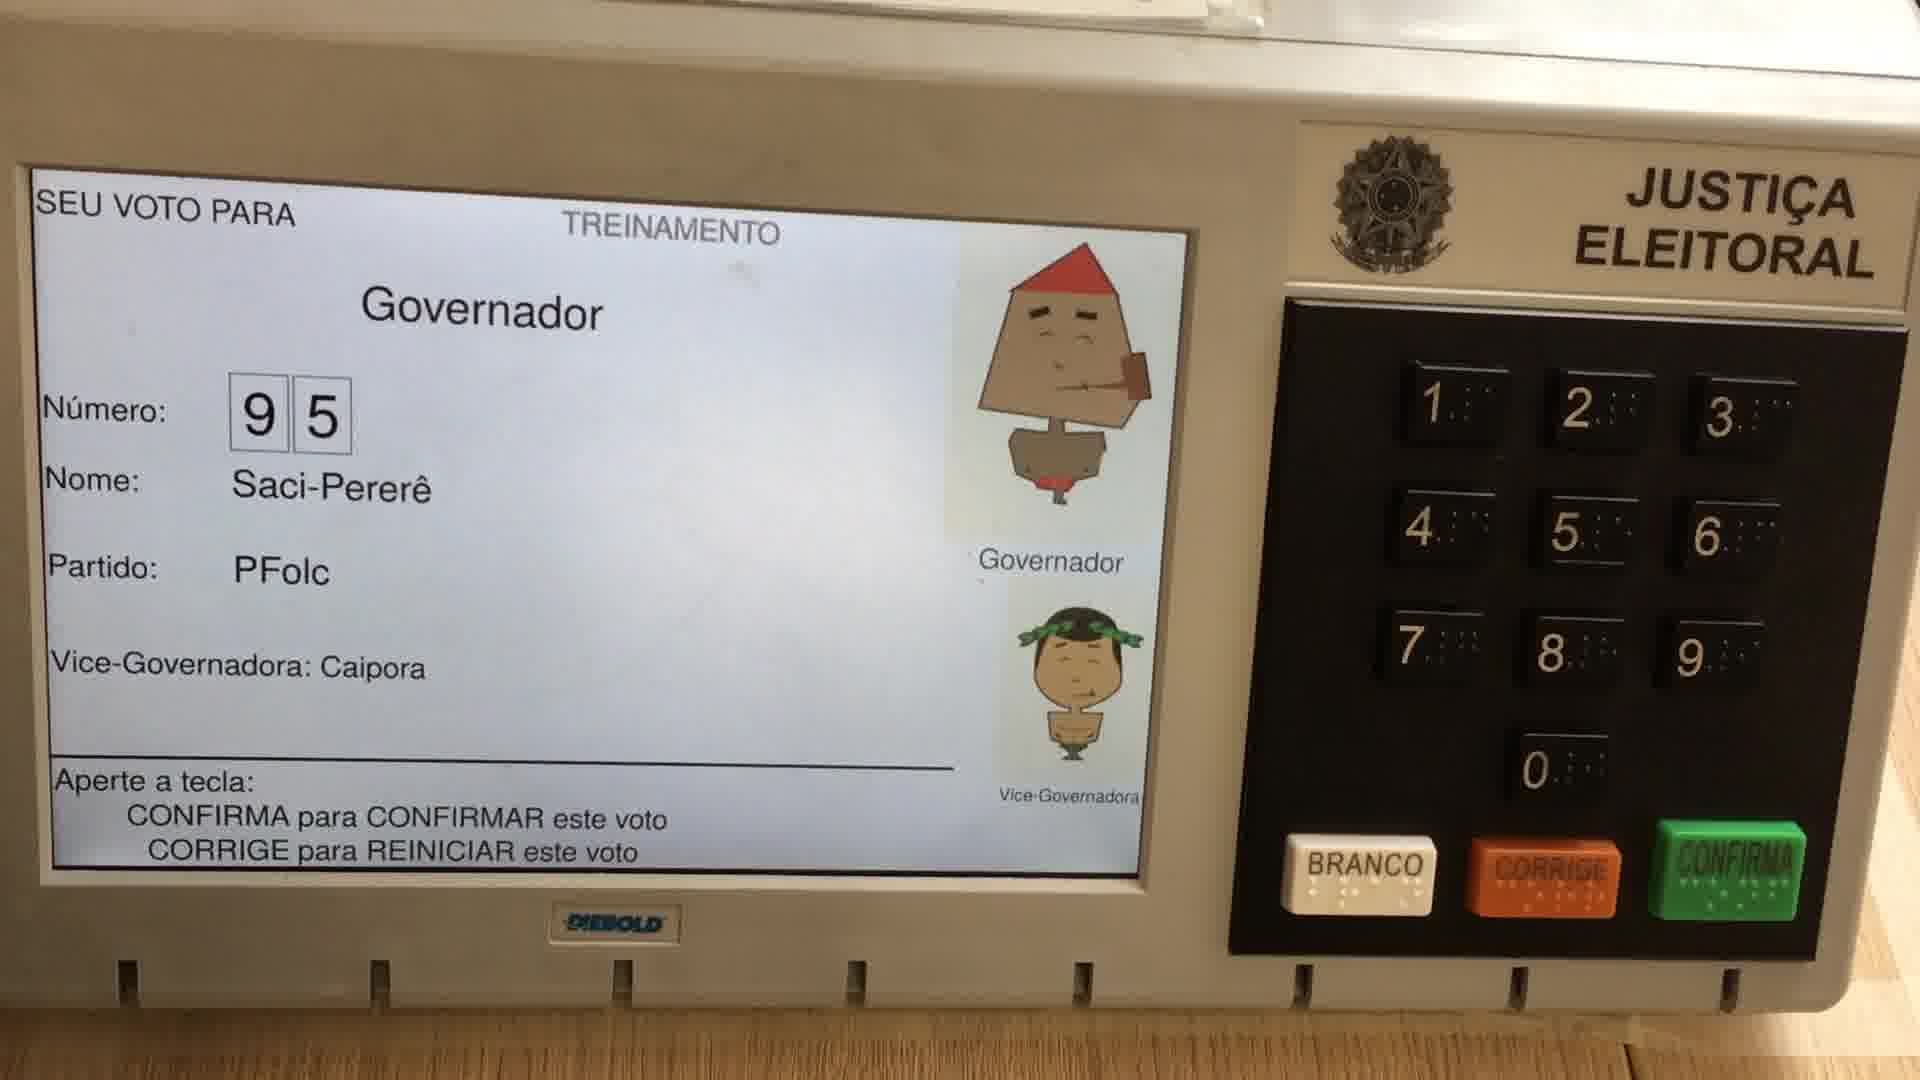 SEU VOTO PARA
TREINAMENTO
Governador
Número: 95
Nome: Saci-Pererê
Partido: PFolc
Vice-Governadora: Caipora
Aperte a tecla:
CONFIRMA para CONFIRMAR este voto
CORRIGE para REINICIAR este voto
Governador
Vice-Governadora
DIEBOLD
JUSTIÇA
ELEITORAL
1 2 3
4 5 6
7 8 9
0
BRANCO CORRIGE CONFIRMA